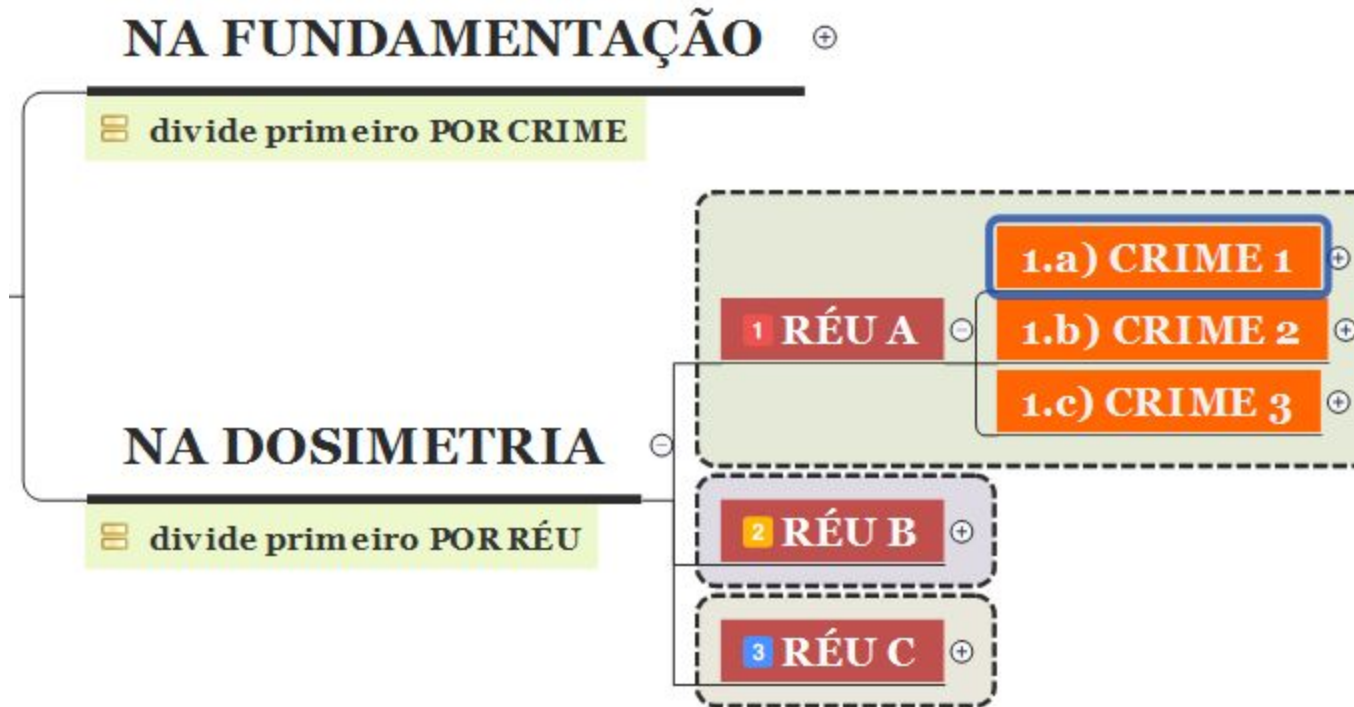 NA FUNDAMENTAÇÃO
divide primeiro POR CRIME
1.a) CRIME 1
1 RÉU A
1.b) CRIME 2
1.c) CRIME 3
NA DOSIMETRIA
divide primeiro POR RÉU
2 RÉU B
3 RÉU C